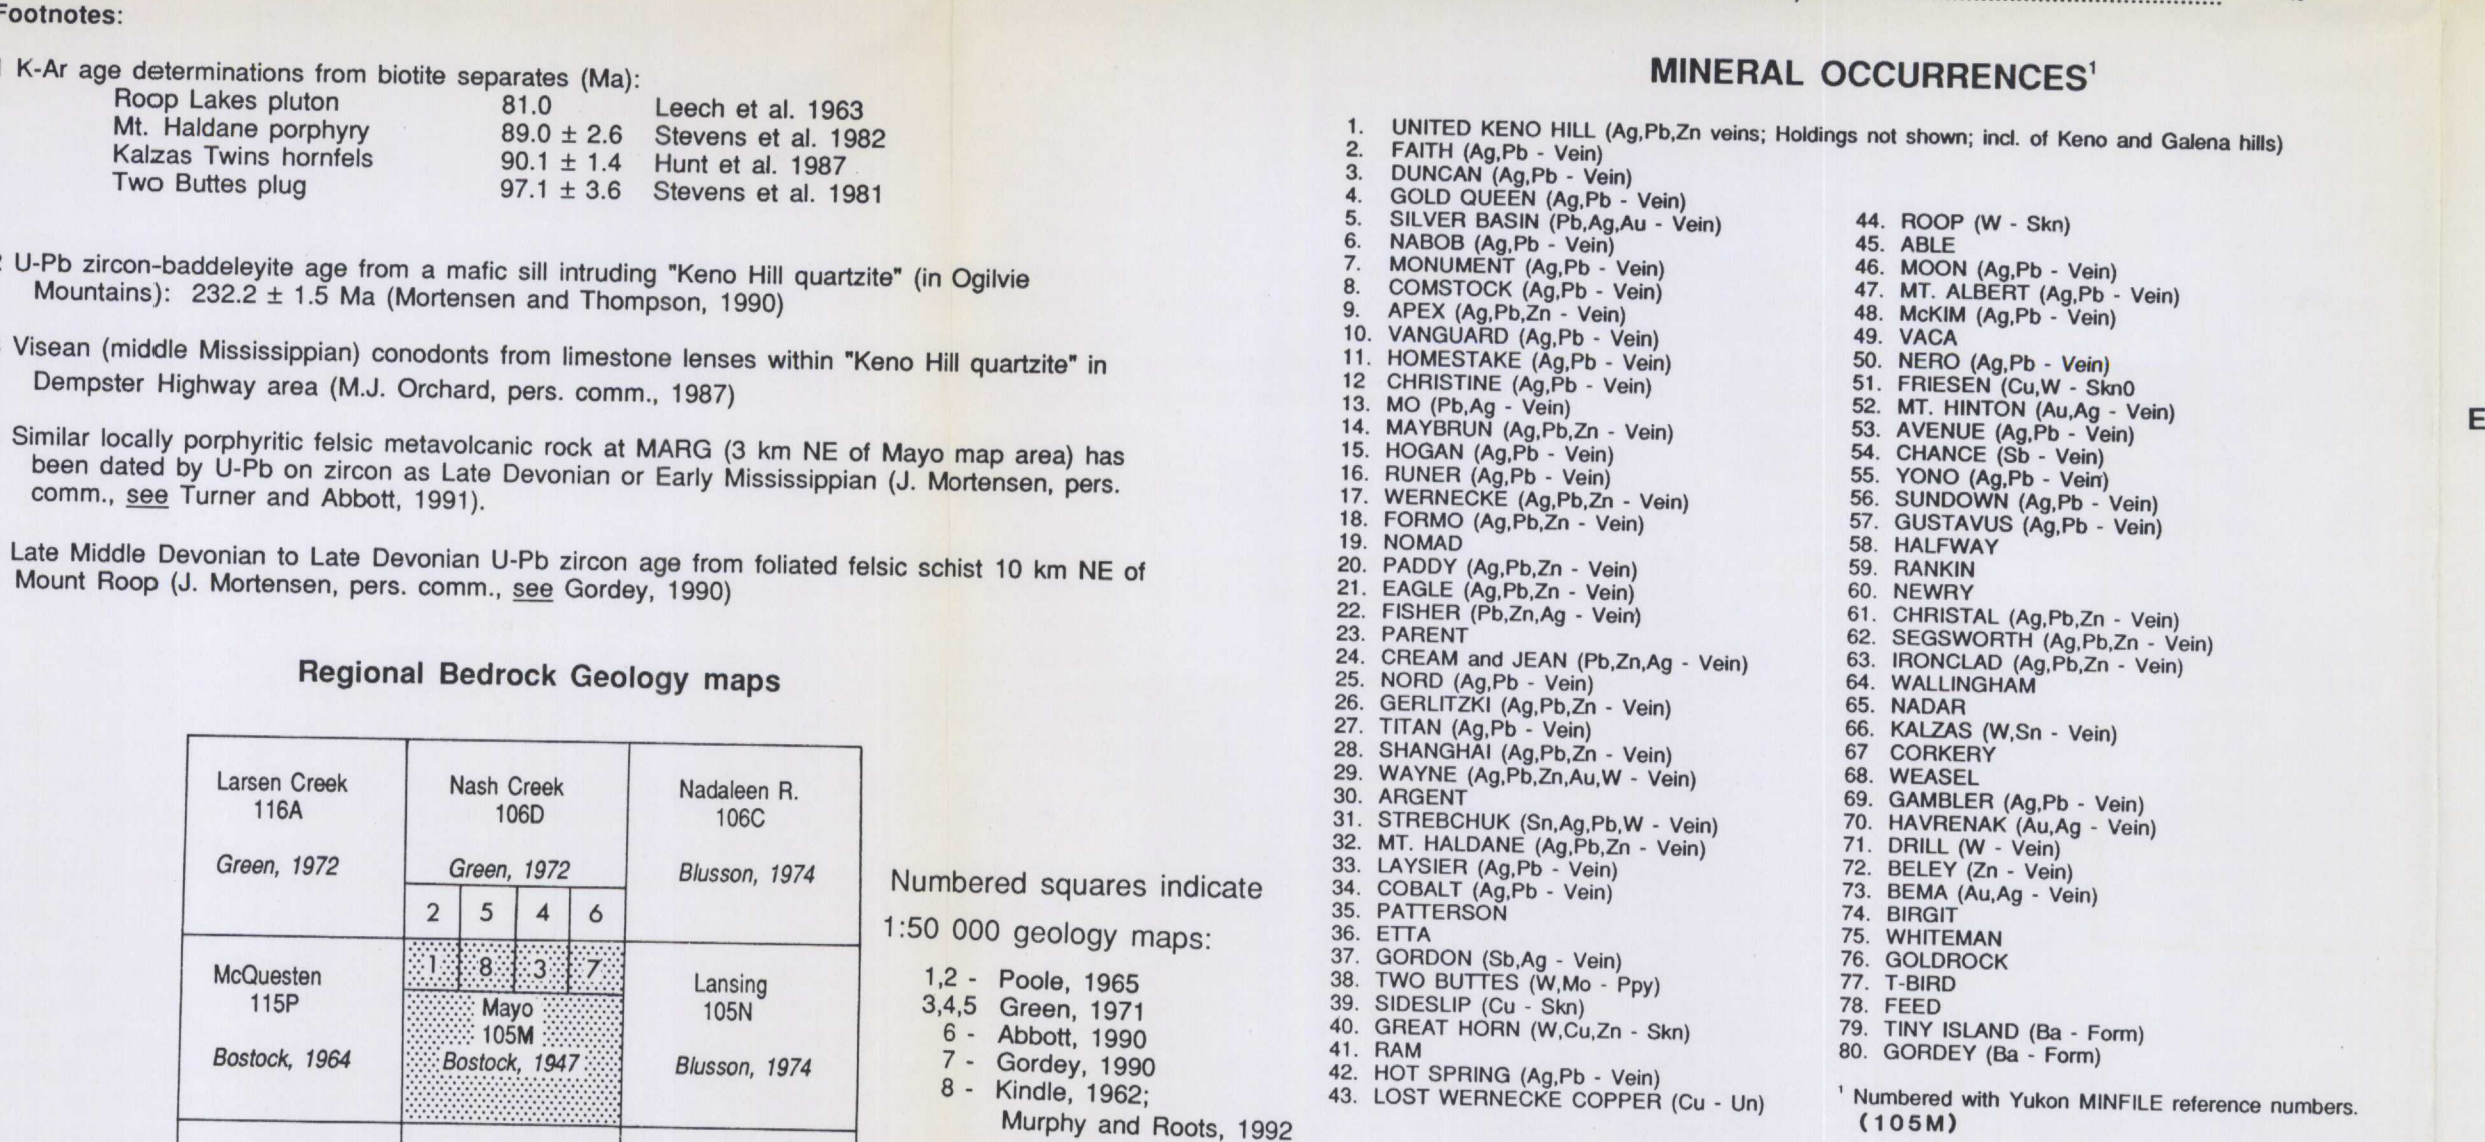 Footnotes:
K-Ar age determinations from biotite separates (Ma):
Roop Lakes pluton 81.0 Leech et al. 1963
Mt. Haldane porphyry 89.0 ± 2.6 Stevens et al. 1982
Kalzas Twins hornfels 90.1 ± 1.4 Hunt et al. 1987
Two Buttes plug 97.1 ± 3.6 Stevens et al. 1981
U-Pb zircon-baddeleyite age from a mafic sill intruding "Keno Hill quartzite" (in Ogilvie
Mountains): 232.2 ± 1.5 Ma (Mortensen and Thompson, 1990)
Visean (middle Mississippian) conodonts from limestone lenses within "Keno Hill quartzite" in
Dempster Highway area (M.J. Orchard, pers. comm., 1987)
Similar locally porphyritic felsic metavolcanic rock at MARG (3 km NE of Mayo map area) has
been dated by U-Pb on zircon as Late Devonian or Early Mississippian (J. Mortensen, pers.
comm., see Turner and Abbott, 1991).
Late Middle Devonian to Late Devonian U-Pb zircon age from foliated felsic schist 10 km NE of
Mount Roop (J. Mortensen, pers. comm., see Gordey, 1990)
Regional Bedrock Geology maps
Larsen Creek
116A
Green, 1972
Nash Creek
106D
Green, 1972
Nadaleen R.
106C
Blusson, 1974
2 5 4 6
1 8 3 7
McQuesten
115P
Bostock, 1964
Mayo
105M
Bostock, 1947
Lansing
105N
Blusson, 1974
Numbered squares indicate
1:50 000 geology maps:
1,2 - Poole, 1965
3,4,5 Green, 1971
6 - Abbott, 1990
7 - Gordey, 1990
8 - Kindle, 1962;
Murphy and Roots, 1992
MINERAL OCCURRENCES¹
1. UNITED KENO HILL (Ag,Pb,Zn veins; Holdings not shown; incl. of Keno and Galena hills)
2. FAITH (Ag,Pb - Vein)
3. DUNCAN (Ag,Pb - Vein)
4. GOLD QUEEN (Ag,Pb - Vein)
5. SILVER BASIN (Pb,Ag,Au - Vein)
6. NABOB (Ag,Pb - Vein)
7. MONUMENT (Ag,Pb - Vein)
8. COMSTOCK (Ag,Pb - Vein)
9. APEX (Ag,Pb,Zn - Vein)
10. VANGUARD (Ag,Pb - Vein)
11. HOMESTAKE (Ag,Pb - Vein)
12 CHRISTINE (Ag,Pb - Vein)
13. MO (Pb,Ag - Vein)
14. MAYBRUN (Ag,Pb,Zn - Vein)
15. HOGAN (Ag,Pb - Vein)
16. RUNER (Ag,Pb - Vein)
17. WERNECKE (Ag,Pb,Zn - Vein)
18. FORMO (Ag,Pb,Zn - Vein)
19. NOMAD
20. PADDY (Ag,Pb,Zn - Vein)
21. EAGLE (Ag,Pb,Zn - Vein)
22. FISHER (Pb,Zn,Ag - Vein)
23. PARENT
24. CREAM and JEAN (Pb,Zn,Ag - Vein)
25. NORD (Ag,Pb - Vein)
26. GERLITZKI (Ag,Pb,Zn - Vein)
27. TITAN (Ag,Pb - Vein)
28. SHANGHAI (Ag,Pb,Zn - Vein)
29. WAYNE (Ag,Pb,Zn,Au,W - Vein)
30. ARGENT
31. STREBCHUK (Sn,Ag,Pb,W - Vein)
32. MT. HALDANE (Ag,Pb,Zn - Vein)
33. LAYSIER (Ag,Pb - Vein)
34. COBALT (Ag,Pb - Vein)
35. PATTERSON
36. ETTA
37. GORDON (Sb,Ag - Vein)
38. TWO BUTTES (W,Mo - Ppy)
39. SIDESLIP (Cu - Skn)
40. GREAT HORN (W,Cu,Zn - Skn)
41. RAM
42. HOT SPRING (Ag,Pb - Vein)
43. LOST WERNECKE COPPER (Cu - Un)
44. ROOP (W - Skn)
45. ABLE
46. MOON (Ag,Pb - Vein)
47. MT. ALBERT (Ag,Pb - Vein)
48. McKIM (Ag,Pb - Vein)
49. VACA
50. NERO (Ag,Pb - Vein)
51. FRIESEN (Cu,W - Skn0
52. MT. HINTON (Au,Ag - Vein)
53. AVENUE (Ag,Pb - Vein)
54. CHANCE (Sb - Vein)
55. YONO (Ag,Pb - Vein)
56. SUNDOWN (Ag,Pb - Vein)
57. GUSTAVUS (Ag,Pb - Vein)
58. HALFWAY
59. RANKIN
60. NEWRY
61. CHRISTAL (Ag,Pb,Zn - Vein)
62. SEGSWORTH (Ag,Pb,Zn - Vein)
63. IRONCLAD (Ag,Pb,Zn - Vein)
64. WALLINGHAM
65. NADAR
66. KALZAS (W,Sn - Vein)
67 CORKERY
68. WEASEL
69. GAMBLER (Ag,Pb - Vein)
70. HAVRENAK (Au,Ag - Vein)
71. DRILL (W - Vein)
72. BELEY (Zn - Vein)
73. BEMA (Au,Ag - Vein)
74. BIRGIT
75. WHITEMAN
76. GOLDROCK
77. T-BIRD
78. FEED
79. TINY ISLAND (Ba - Form)
80. GORDEY (Ba - Form)
¹ Numbered with Yukon MINFILE reference numbers.
(105M)
E